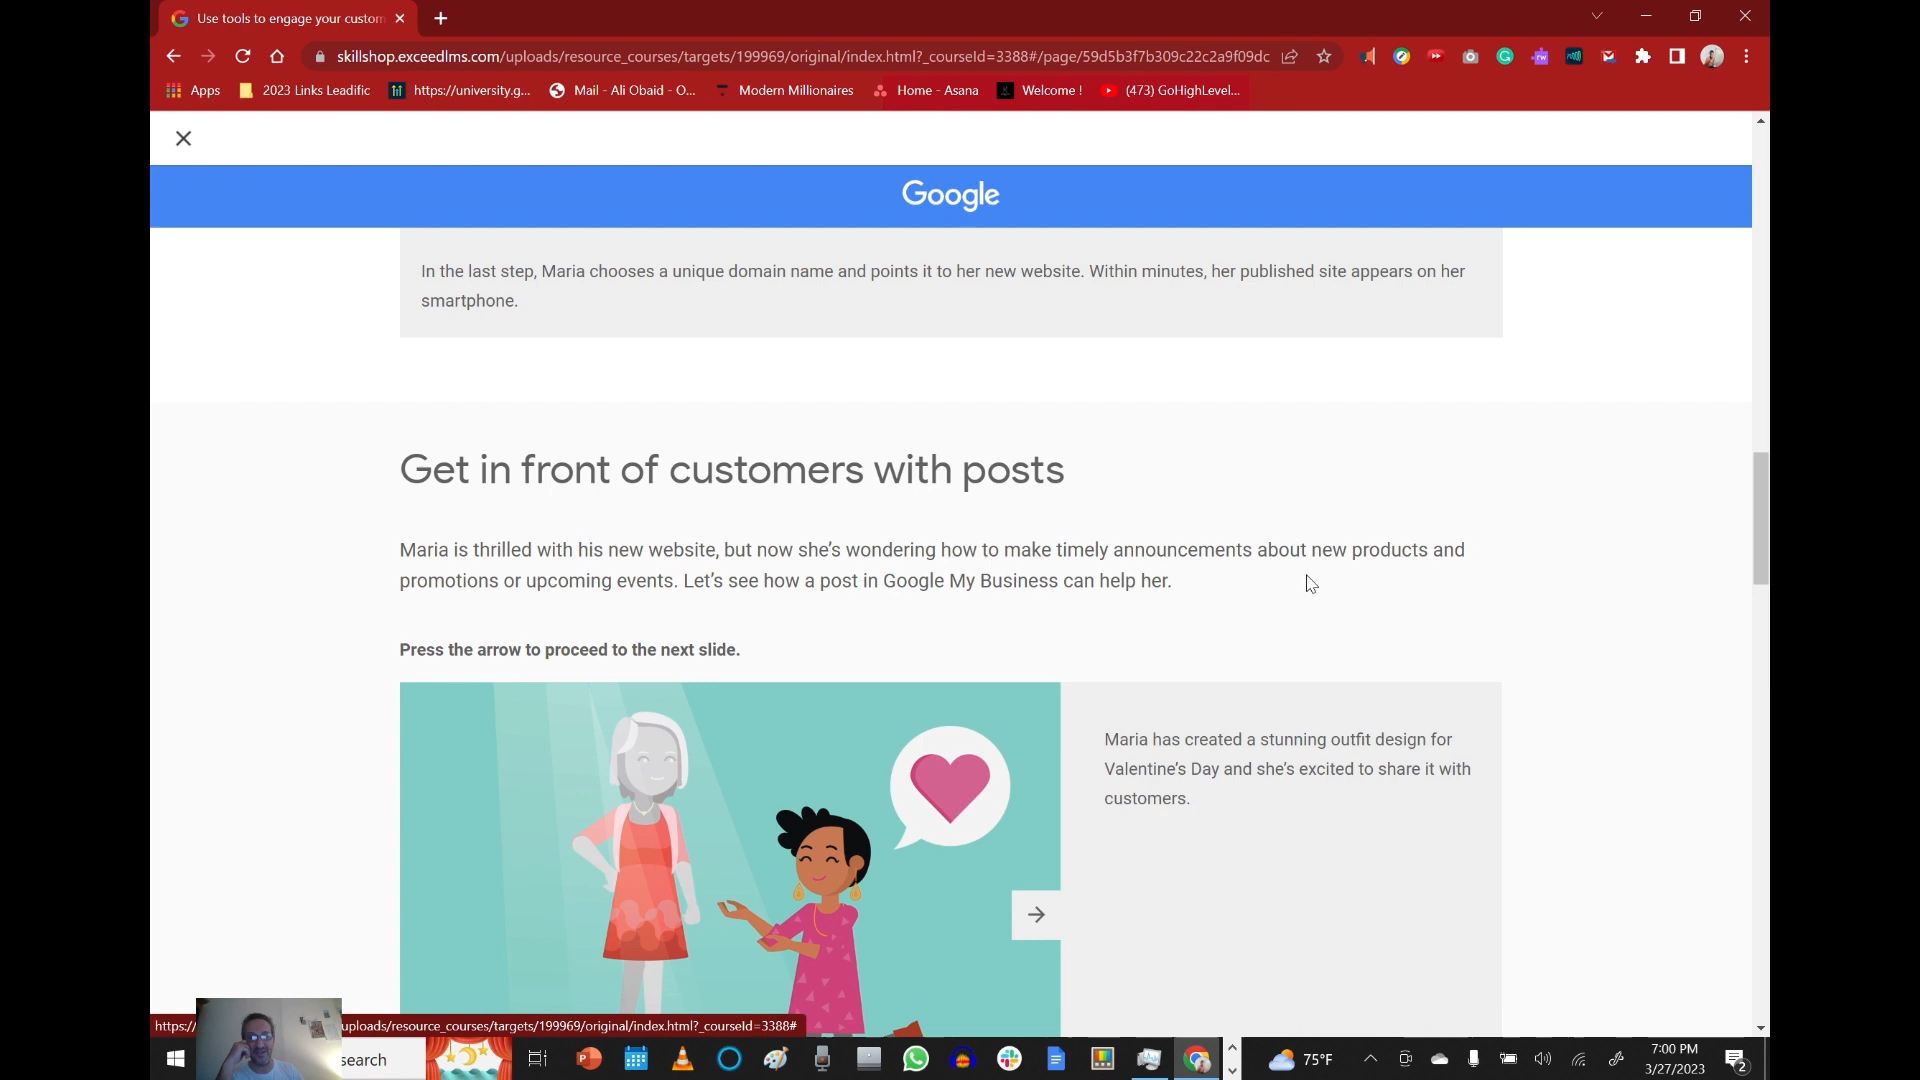 Use tools to engage your custom
skillshop.exceedlms.com/uploads/resource_courses/targets/199969/original/index.html?_courseId=3388#/page/59d5b3f7b309c22c2a9f09dc
Apps
2023 Links Leadific
https://university.g...
Mail - Ali Obaid - O...
Modern Millionaires
Home - Asana
Welcome !
(473) GoHighLevel...
Google
In the last step, Maria chooses a unique domain name and points it to her new website. Within minutes, her published site appears on her
smartphone.
Get in front of customers with posts
Maria is thrilled with his new website, but now she's wondering how to make timely announcements about new products and
promotions or upcoming events. Let's see how a post in Google My Business can help her.
Press the arrow to proceed to the next slide.
Maria has created a stunning outfit design for
Valentine's Day and she's excited to share it with
customers.
https:// uploads/resource_courses/targets/199969/original/index.html?_courseId=3388#
search
75°F
7:00 PM
3/27/2023
2